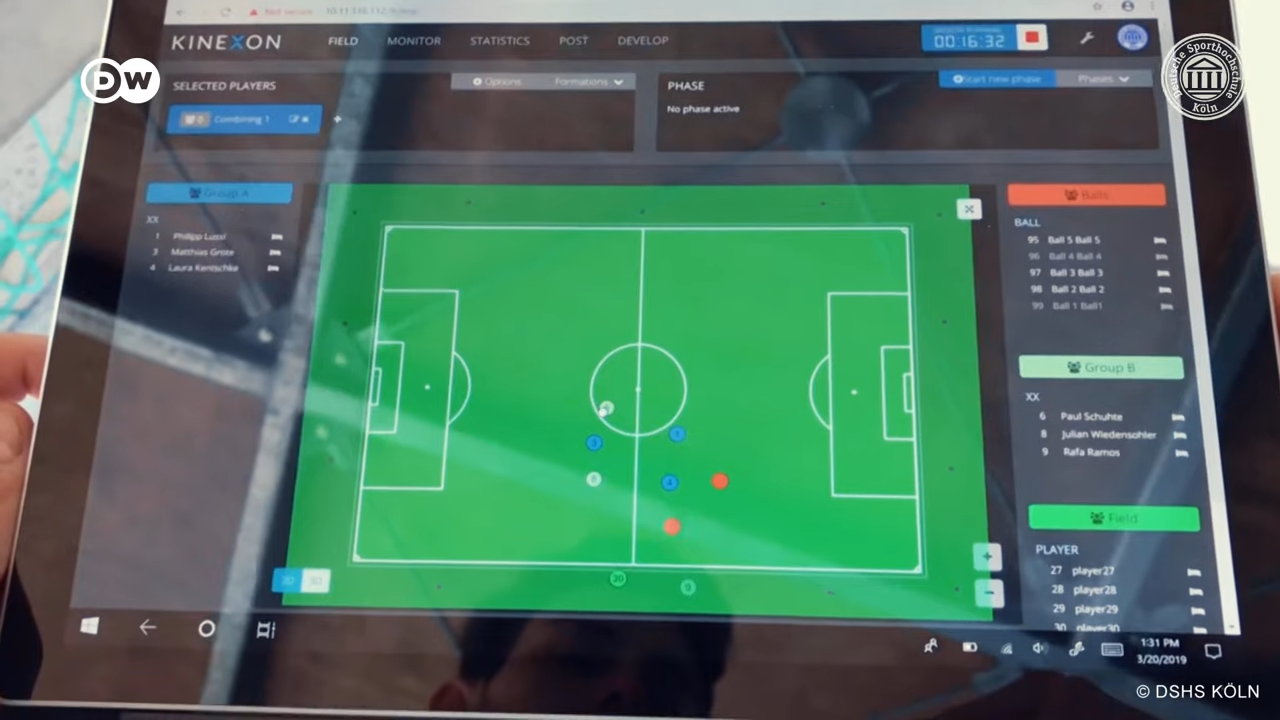 Not secure
KINEXON
FIELD
MONITOR
STATISTICS
POST
DEVELOP
00:16:32
DW
Deutsche Sporthochschule
Köln
SELECTED PLAYERS
Options
Formations
PHASE
Start new phase
Phases
No phase active
Combining 1
Group A
XX
1 Philipp Lussi
3 Matthias Grote
4 Laura Kentschke
Balls
BALL
95 Ball 5 Ball 5
96 Ball 4 Ball 4
97 Ball 3 Ball 3
98 Ball 2 Ball 2
99 Ball 1 Ball1
Group B
XX
6 Paul Schuhte
8 Julian Wiedensohler
9 Rafa Ramos
Field
PLAYER
27 player27
28 player28
29 player29
30 player30
3
4
30
2D
3D
1:31 PM
3/20/2019
© DSHS KÖLN